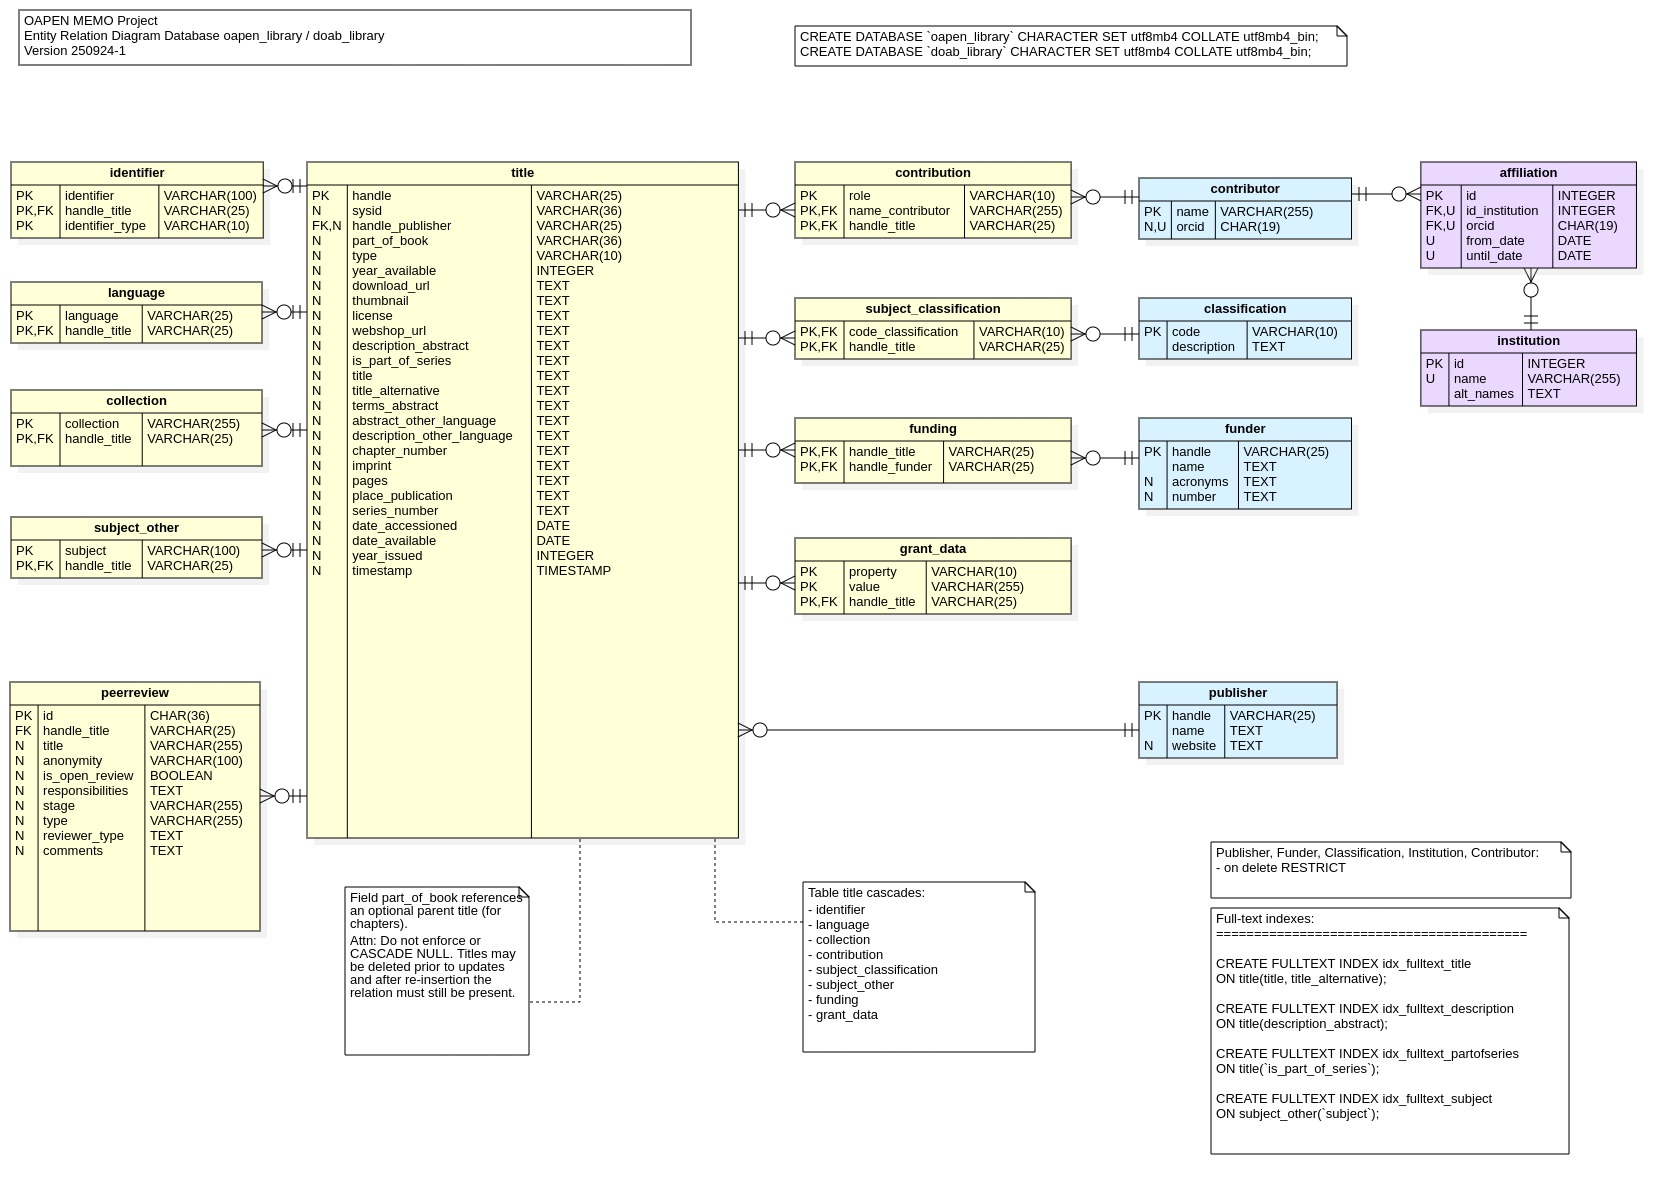 OAPEN MEMO Project
Entity Relation Diagram Database oapen_library / doab_library
Version 250924-1
CREATE DATABASE `oapen_library` CHARACTER SET utf8mb4 COLLATE utf8mb4_bin;
CREATE DATABASE `doab_library` CHARACTER SET utf8mb4 COLLATE utf8mb4_bin;
identifier
PK identifier VARCHAR(100)
PK,FK handle_title VARCHAR(25)
PK identifier_type VARCHAR(10)
language
PK language VARCHAR(25)
PK,FK handle_title VARCHAR(25)
collection
PK collection VARCHAR(255)
PK,FK handle_title VARCHAR(25)
subject_other
PK subject VARCHAR(100)
PK,FK handle_title VARCHAR(25)
peerreview
PK id CHAR(36)
FK handle_title VARCHAR(25)
N title VARCHAR(255)
N anonymity VARCHAR(100)
N is_open_review BOOLEAN
N responsibilities TEXT
N stage VARCHAR(255)
N type VARCHAR(255)
N reviewer_type TEXT
N comments TEXT
title
PK handle VARCHAR(25)
N sysid VARCHAR(36)
FK,N handle_publisher VARCHAR(25)
N part_of_book VARCHAR(36)
N type VARCHAR(10)
N year_available INTEGER
N download_url TEXT
N thumbnail TEXT
N license TEXT
N webshop_url TEXT
N description_abstract TEXT
N is_part_of_series TEXT
N title TEXT
N title_alternative TEXT
N terms_abstract TEXT
N abstract_other_language TEXT
N description_other_language TEXT
N chapter_number TEXT
N imprint TEXT
N pages TEXT
N place_publication TEXT
N series_number TEXT
N date_accessioned DATE
N date_available DATE
N year_issued INTEGER
N timestamp TIMESTAMP
contribution
PK role VARCHAR(10)
PK,FK name_contributor VARCHAR(255)
PK,FK handle_title VARCHAR(25)
subject_classification
PK,FK code_classification VARCHAR(10)
PK,FK handle_title VARCHAR(25)
funding
PK,FK handle_title VARCHAR(25)
PK,FK handle_funder VARCHAR(25)
grant_data
PK property VARCHAR(10)
PK value VARCHAR(255)
PK,FK handle_title VARCHAR(25)
contributor
PK name VARCHAR(255)
N,U orcid CHAR(19)
classification
PK code VARCHAR(10)
description TEXT
funder
PK handle VARCHAR(25)
name TEXT
N acronyms TEXT
N number TEXT
publisher
PK handle VARCHAR(25)
name TEXT
N website TEXT
affiliation
PK id INTEGER
FK,U id_institution INTEGER
FK,U orcid CHAR(19)
U from_date DATE
U until_date DATE
institution
PK id INTEGER
U name VARCHAR(255)
alt_names TEXT
Field part_of_book references
an optional parent title (for
chapters).
Attn: Do not enforce or
CASCADE NULL. Titles may
be deleted prior to updates
and after re-insertion the
relation must still be present.
Table title cascades:
- identifier
- language
- collection
- contribution
- subject_classification
- subject_other
- funding
- grant_data
Publisher, Funder, Classification, Institution, Contributor:
- on delete RESTRICT
Full-text indexes:
=========================================
CREATE FULLTEXT INDEX idx_fulltext_title
ON title(title, title_alternative);
CREATE FULLTEXT INDEX idx_fulltext_description
ON title(description_abstract);
CREATE FULLTEXT INDEX idx_fulltext_partofseries
ON title(`is_part_of_series`);
CREATE FULLTEXT INDEX idx_fulltext_subject
ON subject_other(`subject`);